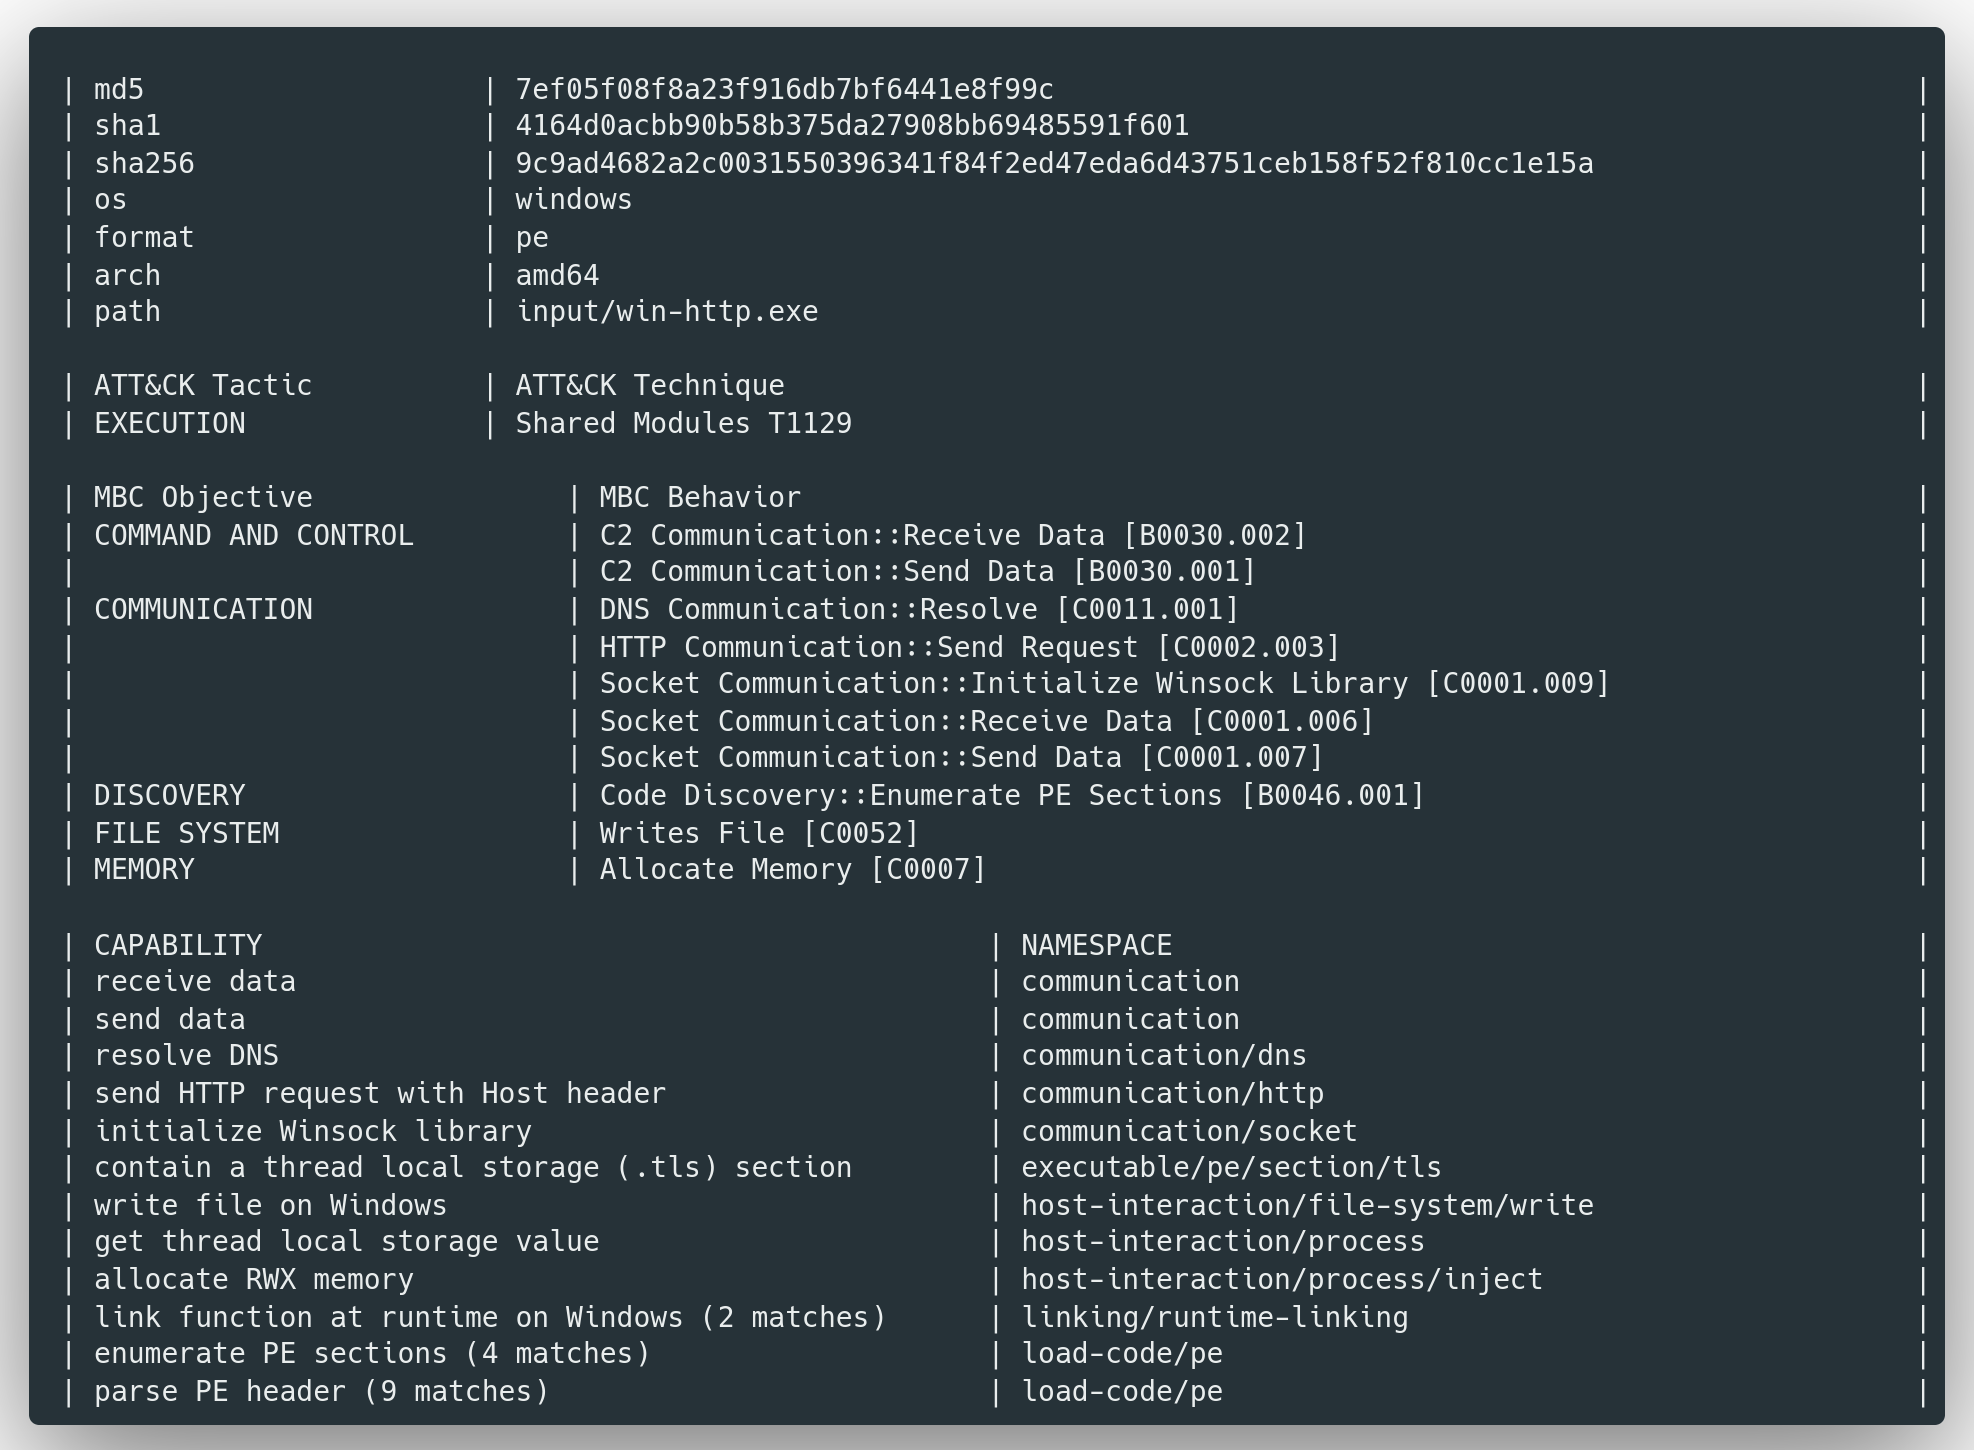 | md5 | 7ef05f08f8a23f916db7bf6441e8f99c |
| sha1 | 4164d0acbb90b58b375da27908bb69485591f601 |
| sha256 | 9c9ad4682a2c0031550396341f84f2ed47eda6d43751ceb158f52f810cc1e15a |
| os | windows |
| format | pe |
| arch | amd64 |
| path | input/win-http.exe |
| ATT&CK Tactic | ATT&CK Technique |
| EXECUTION | Shared Modules T1129 |
| MBC Objective | MBC Behavior |
| COMMAND AND CONTROL | C2 Communication::Receive Data [B0030.002] |
| | C2 Communication::Send Data [B0030.001] |
| COMMUNICATION | DNS Communication::Resolve [C0011.001] |
| | HTTP Communication::Send Request [C0002.003] |
| | Socket Communication::Initialize Winsock Library [C0001.009] |
| | Socket Communication::Receive Data [C0001.006] |
| | Socket Communication::Send Data [C0001.007] |
| DISCOVERY | Code Discovery::Enumerate PE Sections [B0046.001] |
| FILE SYSTEM | Writes File [C0052] |
| MEMORY | Allocate Memory [C0007] |
| CAPABILITY | NAMESPACE |
| receive data | communication |
| send data | communication |
| resolve DNS | communication/dns |
| send HTTP request with Host header | communication/http |
| initialize Winsock library | communication/socket |
| contain a thread local storage (.tls) section | executable/pe/section/tls |
| write file on Windows | host-interaction/file-system/write |
| get thread local storage value | host-interaction/process |
| allocate RWX memory | host-interaction/process/inject |
| link function at runtime on Windows (2 matches) | linking/runtime-linking |
| enumerate PE sections (4 matches) | load-code/pe |
| parse PE header (9 matches) | load-code/pe |